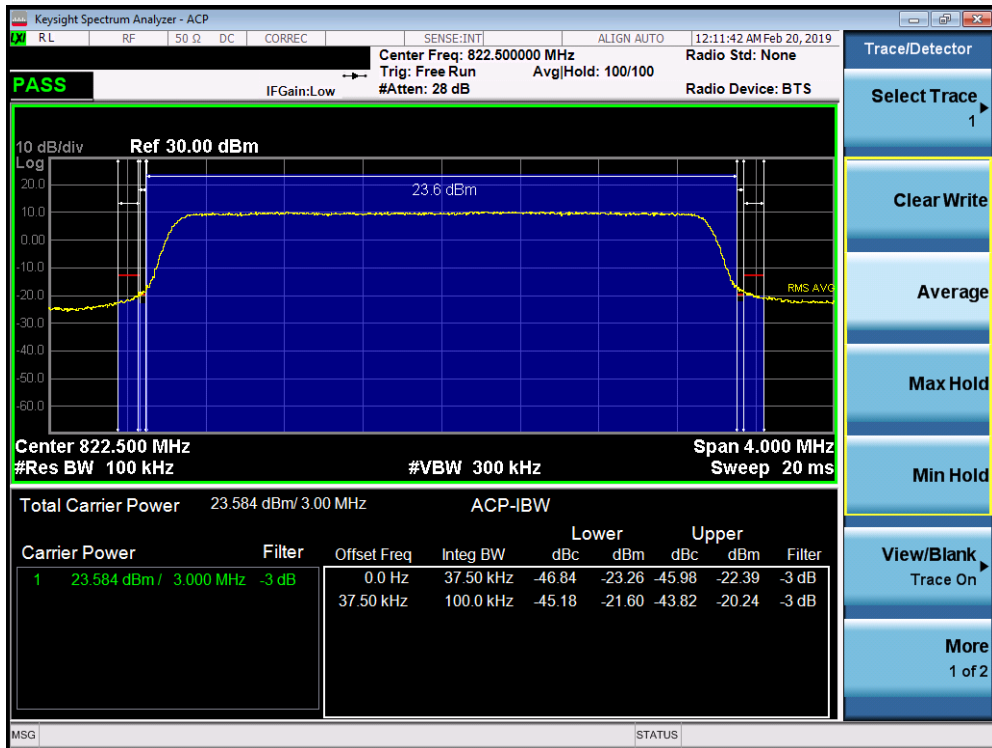 Keysight Spectrum Analyzer - ACP
LXI RL RF 50 Ω DC CORREC SENSE:INT ALIGN AUTO 12:11:42 AM Feb 20, 2019
Center Freq: 822.500000 MHz Radio Std: None
Trig: Free Run Avg|Hold: 100/100
PASS IFGain:Low #Atten: 28 dB Radio Device: BTS
10 dB/div Ref 30.00 dBm
Log
23.6 dBm
20.0
10.0
0.00
-10.0
-20.0
RMS AVG
-30.0
-40.0
-50.0
-60.0
Center 822.500 MHz Span 4.000 MHz
#Res BW 100 kHz #VBW 300 kHz Sweep 20 ms
Total Carrier Power 23.584 dBm/ 3.00 MHz ACP-IBW
Lower Upper
Carrier Power Filter Offset Freq Integ BW dBc dBm dBc dBm Filter
1 23.584 dBm / 3.000 MHz -3 dB 0.0 Hz 37.50 kHz -46.84 -23.26 -45.98 -22.39 -3 dB
37.50 kHz 100.0 kHz -45.18 -21.60 -43.82 -20.24 -3 dB
MSG STATUS
Trace/Detector
Select Trace
1
Clear Write
Average
Max Hold
Min Hold
View/Blank
Trace On
More
1 of 2